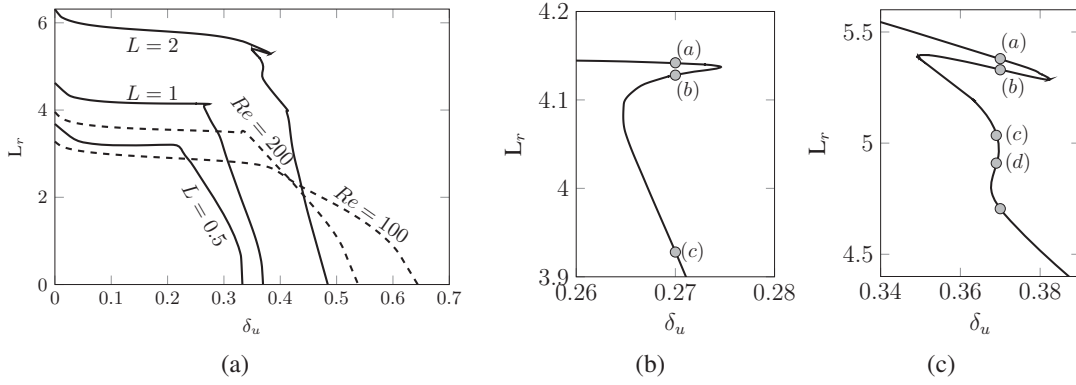 6
4
2
0
L_r
L = 2
L = 1
L = 0.5
Re = 200
Re = 100
0
0.1
0.2
0.3
0.4
0.5
0.6
0.7
δ_u
(a)
4.2
4.1
4
3.9
L_r
(a)
(b)
(c)
0.26
0.27
0.28
δ_u
(b)
5.5
5
4.5
L_r
(a)
(b)
(c)
(d)
0.34
0.36
0.38
δ_u
(c)